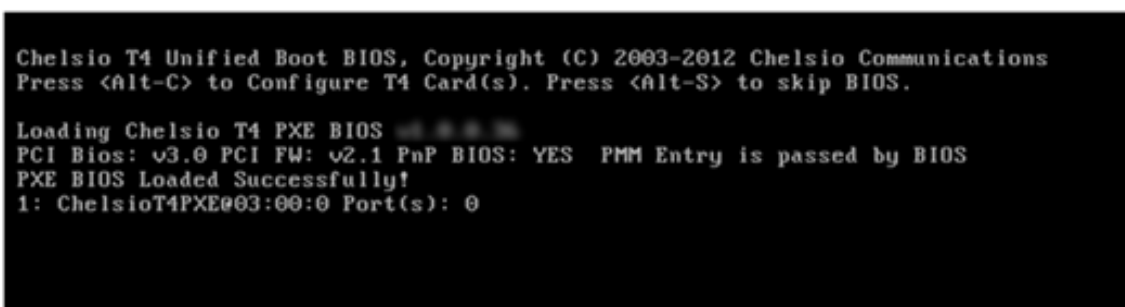 Chelsio T4 Unified Boot BIOS, Copyright (C) 2003-2012 Chelsio Communications
Press <Alt-C> to Configure T4 Card(s). Press <Alt-S> to skip BIOS.
Loading Chelsio T4 PXE BIOS
PCI Bios: v3.0 PCI FW: v2.1 PnP BIOS: YES  PMM Entry is passed by BIOS
PXE BIOS Loaded Successfully!
1: ChelsioT4PXE@03:00:0 Port(s): 0